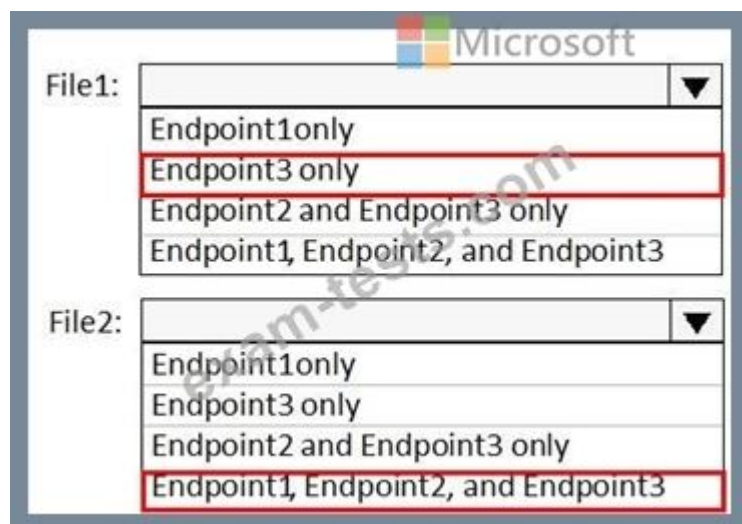 Microsoft
File1:
Endpoint1only
Endpoint3 only
Endpoint2 and Endpoint3 only
Endpoint1, Endpoint2, and Endpoint3
exam-tests.com
File2:
Endpoint1only
Endpoint3 only
Endpoint2 and Endpoint3 only
Endpoint1, Endpoint2, and Endpoint3